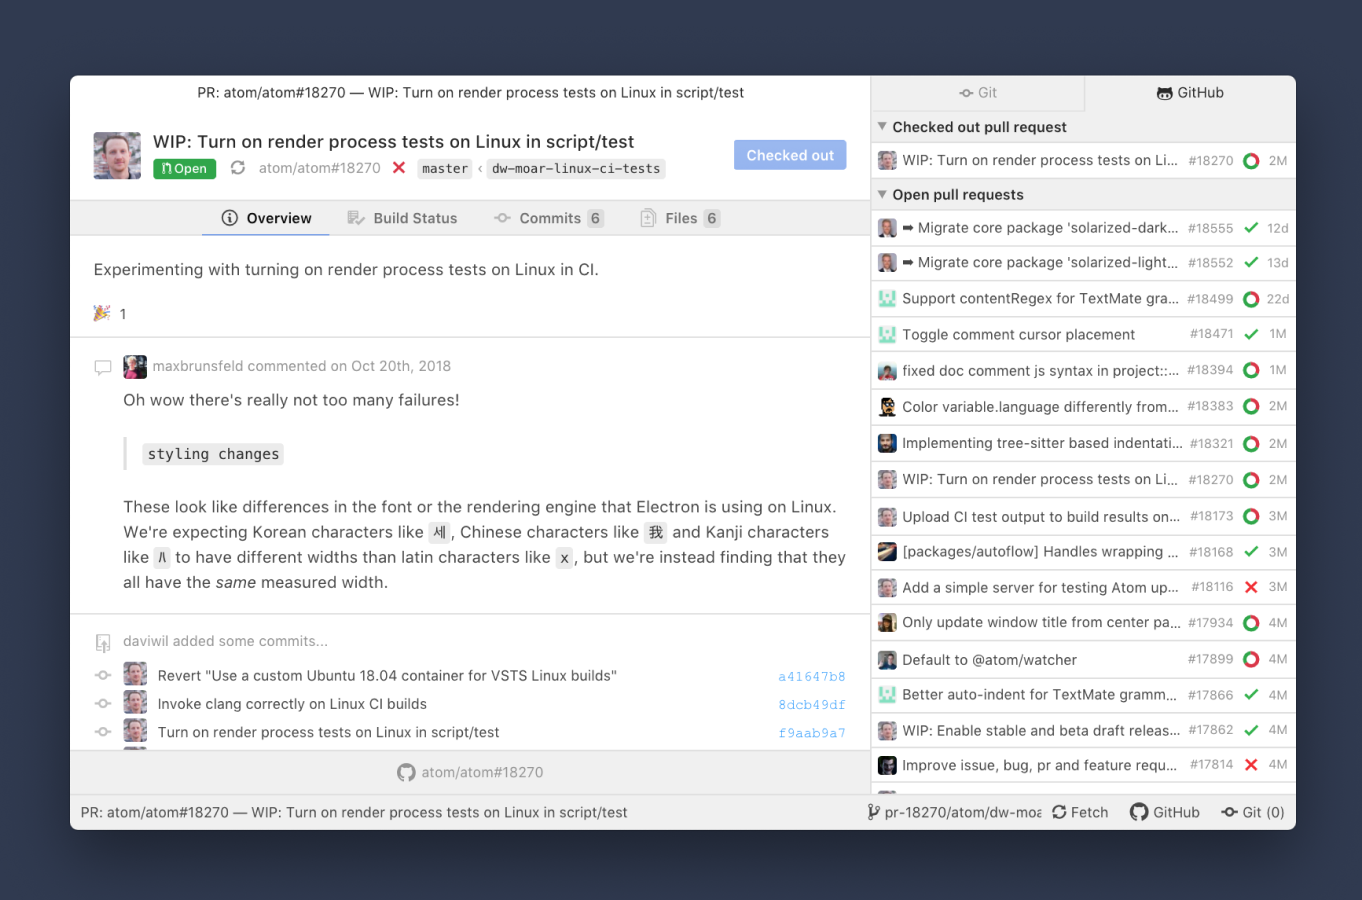 PR: atom/atom#18270 — WIP: Turn on render process tests on Linux in script/test
WIP: Turn on render process tests on Linux in script/test
Open atom/atom#18270 master ‹ dw-moar-linux-ci-tests
Checked out
Overview Build Status Commits 6 Files 6
Experimenting with turning on render process tests on Linux in CI.
1
maxbrunsfeld commented on Oct 20th, 2018
Oh wow there's really not too many failures!
styling changes
These look like differences in the font or the rendering engine that Electron is using on Linux.
We're expecting Korean characters like 세, Chinese characters like 我 and Kanji characters
like ﾊ to have different widths than latin characters like x, but we're instead finding that they
all have the same measured width.
daviwil added some commits...
Revert "Use a custom Ubuntu 18.04 container for VSTS Linux builds" a41647b8
Invoke clang correctly on Linux CI builds 8dcb49df
Turn on render process tests on Linux in script/test f9aab9a7
atom/atom#18270
Git GitHub
Checked out pull request
WIP: Turn on render process tests on Li... #18270 2M
Open pull requests
➡ Migrate core package 'solarized-dark... #18555 12d
➡ Migrate core package 'solarized-light... #18552 13d
Support contentRegex for TextMate gra... #18499 22d
Toggle comment cursor placement #18471 1M
fixed doc comment js syntax in project::... #18394 1M
Color variable.language differently from... #18383 2M
Implementing tree-sitter based indentati... #18321 2M
WIP: Turn on render process tests on Li... #18270 2M
Upload CI test output to build results on... #18173 3M
[packages/autoflow] Handles wrapping ... #18168 3M
Add a simple server for testing Atom up... #18116 3M
Only update window title from center pa... #17934 4M
Default to @atom/watcher #17899 4M
Better auto-indent for TextMate gramm... #17866 4M
WIP: Enable stable and beta draft releas... #17862 4M
Improve issue, bug, pr and feature requ... #17814 4M
PR: atom/atom#18270 — WIP: Turn on render process tests on Linux in script/test
pr-18270/atom/dw-moa Fetch GitHub Git (0)